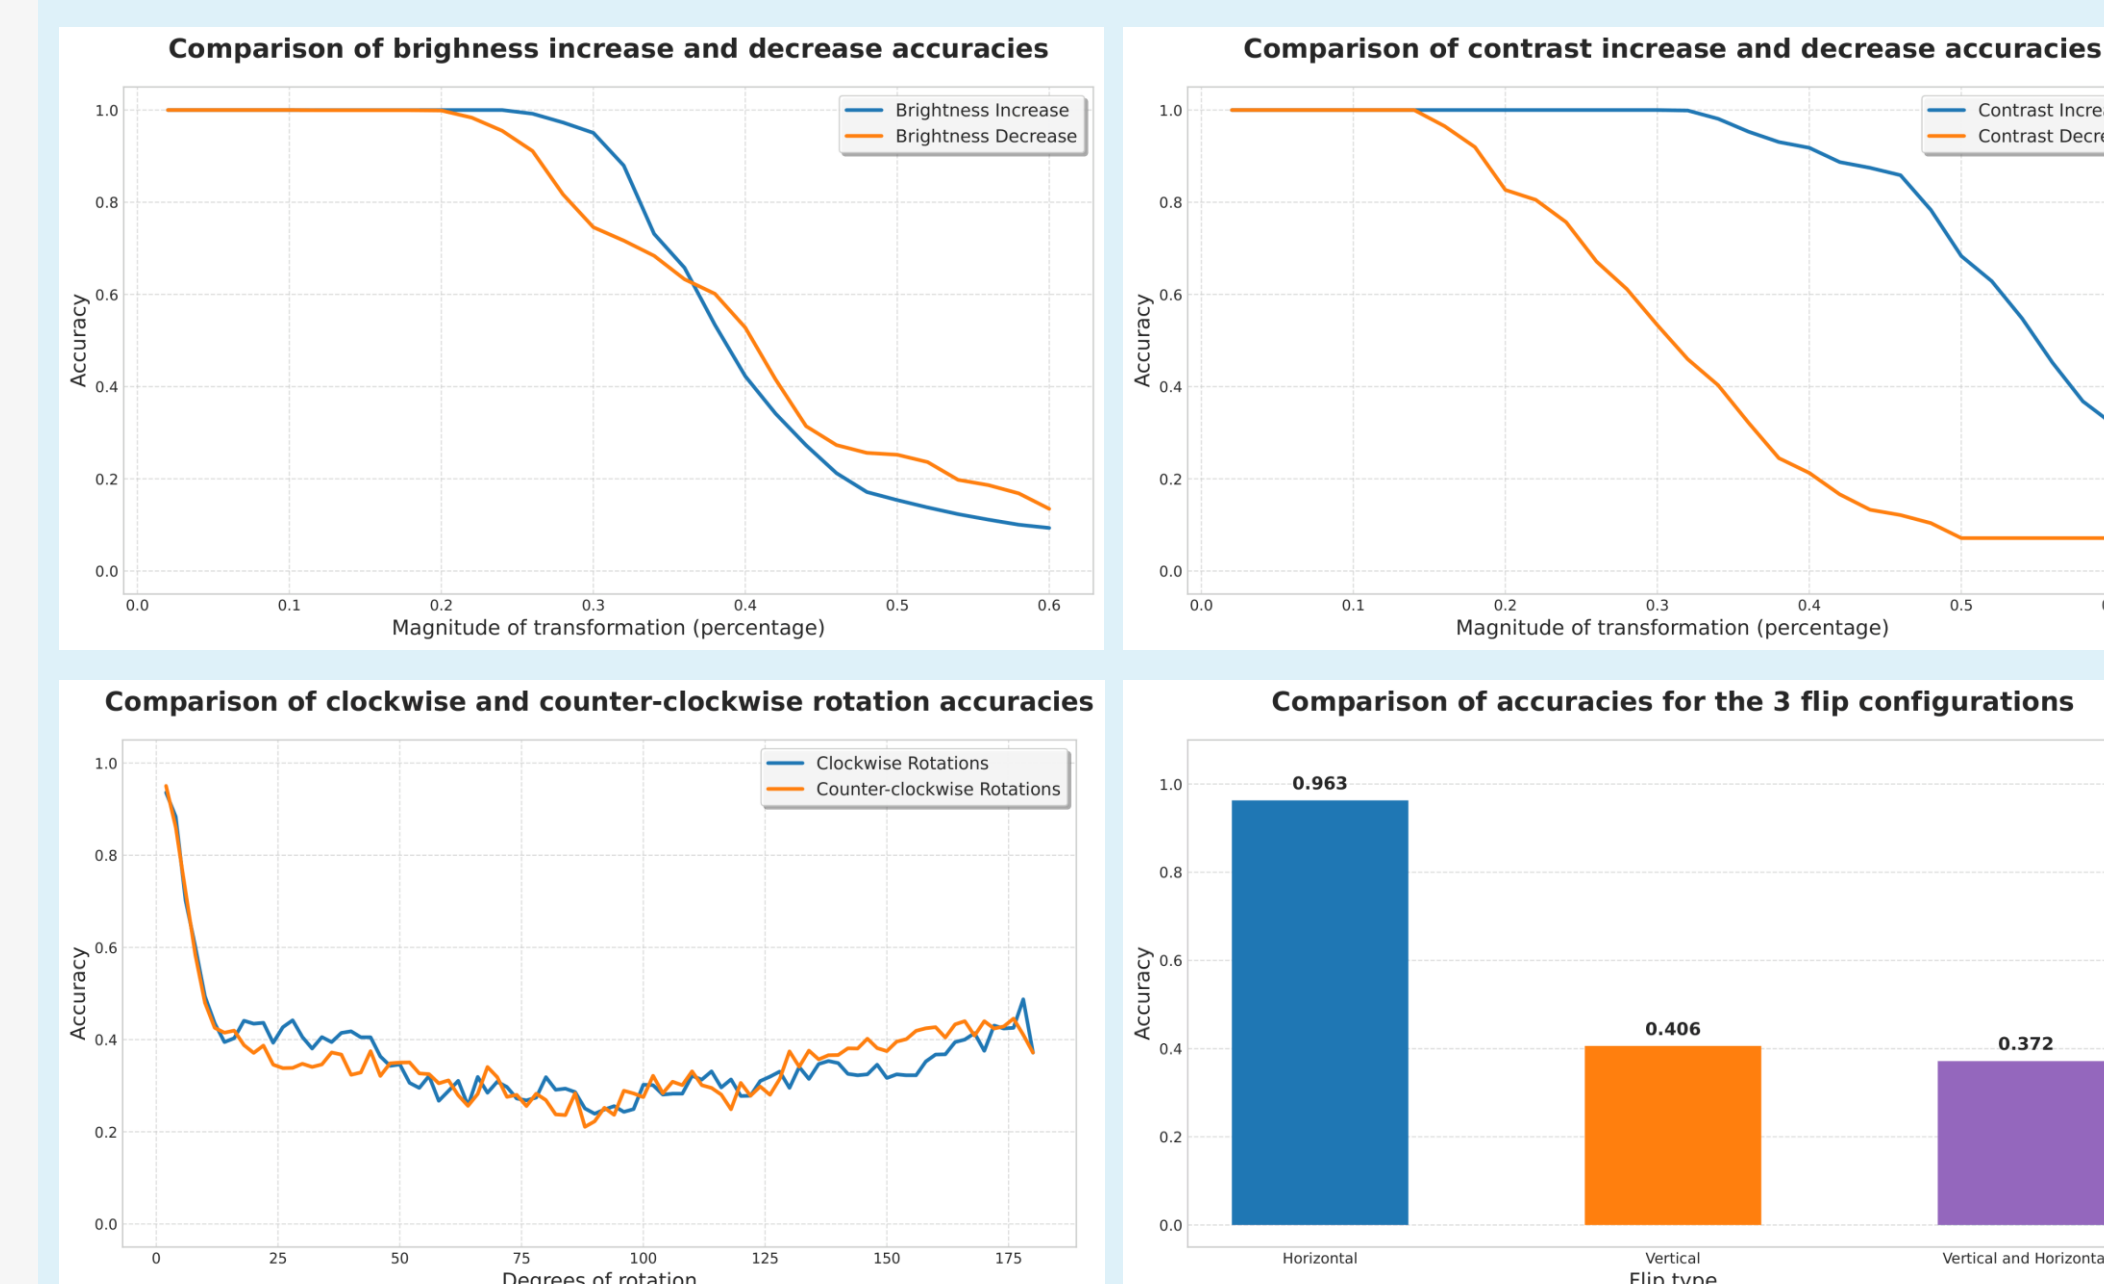 Comparison of brighness increase and decrease accuracies
Brightness Increase
Brightness Decrease
1.0
0.8
0.6
0.4
0.2
0.0
Accuracy
0.0 0.1 0.2 0.3 0.4 0.5 0.6
Magnitude of transformation (percentage)
Comparison of contrast increase and decrease accuracies
Contrast Incre
Contrast Decre
1.0
0.8
0.6
0.4
0.2
0.0
Accuracy
0.0 0.1 0.2 0.3 0.4 0.5
Magnitude of transformation (percentage)
Comparison of clockwise and counter-clockwise rotation accuracies
Clockwise Rotations
Counter-clockwise Rotations
1.0
0.8
0.6
0.4
0.2
0.0
Accuracy
0 25 50 75 100 125 150 175
Degrees of rotation
Comparison of accuracies for the 3 flip configurations
1.0
0.8
0.6
0.4
0.2
0.0
Accuracy
0.963
0.406
0.372
Horizontal Vertical Vertical and Horizonta
Flip type